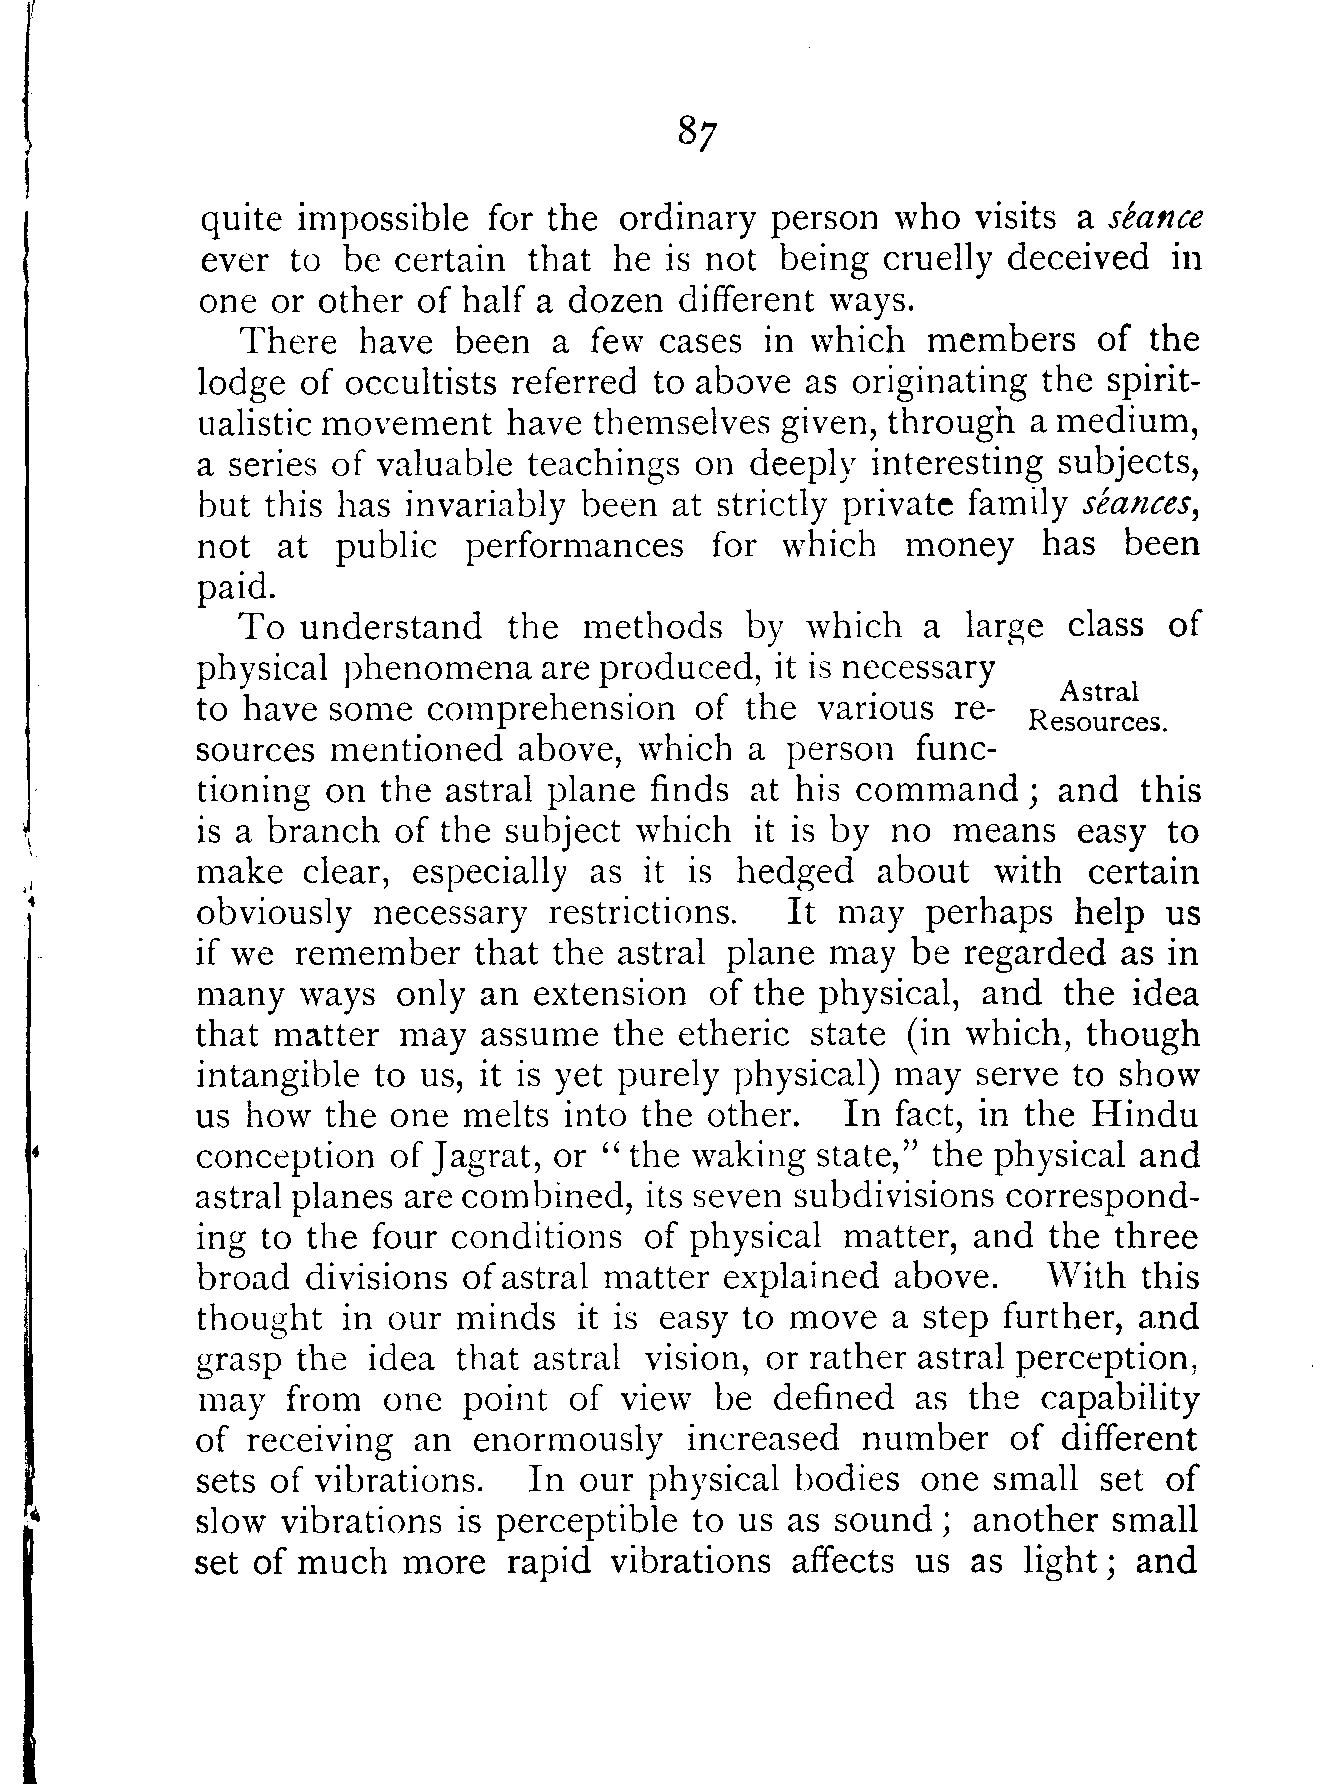 87
quite impossible for the ordinary person who visits a séance
ever to be certain that he is not being cruelly deceived in
one or other of half a dozen different ways.
There have been a few cases in which members of the
lodge of occultists referred to above as originating the spirit-
ualistic movement have themselves given, through a medium,
a series of valuable teachings on deeply interesting subjects,
but this has invariably been at strictly private family séances,
not at public performances for which money has been
paid.
To understand the methods by which a large class of
physical phenomena are produced, it is necessary
to have some comprehension of the various re-
sources mentioned above, which a person func-
Astral
Resources.
tioning on the astral plane finds at his command; and this
is a branch of the subject which it is by no means easy to
make clear, especially as it is hedged about with certain
obviously necessary restrictions. It may perhaps help us
if we remember that the astral plane may be regarded as in
many ways only an extension of the physical, and the idea
that matter may assume the etheric state (in which, though
intangible to us, it is yet purely physical) may serve to show
us how the one melts into the other. In fact, in the Hindu
conception of Jagrat, or “the waking state,” the physical and
astral planes are combined, its seven subdivisions correspond-
ing to the four conditions of physical matter, and the three
broad divisions of astral matter explained above. With this
thought in our minds it is easy to move a step further, and
grasp the idea that astral vision, or rather astral perception,
may from one point of view be defined as the capability
of receiving an enormously increased number of different
sets of vibrations. In our physical bodies one small set of
slow vibrations is perceptible to us as sound; another small
set of much more rapid vibrations affects us as light; and